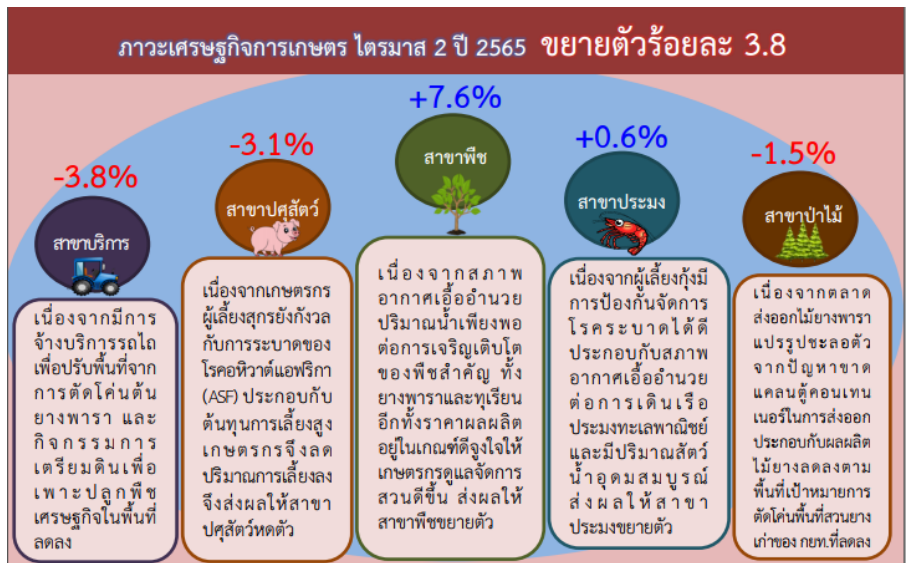 ภาวะเศรษฐกิจการเกษตร ไตรมาส 2 ปี 2565 ขยายตัวร้อยละ 3.8
-3.8%
สาขาบริการ
เนื่องจากมีการ
จ้างบริการรถไถ
เพื่อปรับพื้นที่จาก
การตัดโค่นต้น
ยางพารา และ
กิจกรรมการ
เตรียมดินเพื่อ
เพาะปลูกพืช
เศรษฐกิจในพื้นที่
ลดลง
-3.1%
สาขาปศุสัตว์
เนื่องจากเกษตรกร
ผู้เลี้ยงสุกรยังกังวล
กับการระบาดของ
โรคอหิวาต์แอฟริกา
(ASF) ประกอบกับ
ต้นทุนการเลี้ยงสูง
เกษตรกรจึงลด
ปริมาณการเลี้ยงลง
จึงส่งผลให้สาขา
ปศุสัตว์หดตัว
+7.6%
สาขาพืช
เนื่องจากสภาพ
อากาศเอื้ออำนวย
ปริมาณน้ำเพียงพอ
ต่อการเจริญเติบโต
ของพืชสำคัญ ทั้ง
ยางพาราและทุเรียน
อีกทั้งราคาผลผลิต
อยู่ในเกณฑ์ดีจูงใจให้
เกษตรกรดูแลจัดการ
สวนดีขึ้น ส่งผลให้
สาขาพืชขยายตัว
+0.6%
สาขาประมง
เนื่องจากผู้เลี้ยงกุ้งมี
การป้องกันจัดการ
โรคระบาดได้ดี
ประกอบกับสภาพ
อากาศเอื้ออำนวย
ต่อการเดินเรือ
ประมงทะเลพาณิชย์
และมีปริมาณสัตว์
น้ำอุดมสมบูรณ์
ส่งผลให้สาขา
ประมงขยายตัว
-1.5%
สาขาป่าไม้
เนื่องจากตลาด
ส่งออกไม้ยางพารา
แปรรูปชะลอตัว
จากปัญหาขาด
แคลนตู้คอนเทน
เนอร์ในการส่งออก
ประกอบกับผลผลิต
ไม้ยางลดลงตาม
พื้นที่เป้าหมายการ
ตัดโค่นพื้นที่สวนยาง
เก่าของ กยท.ที่ลดลง